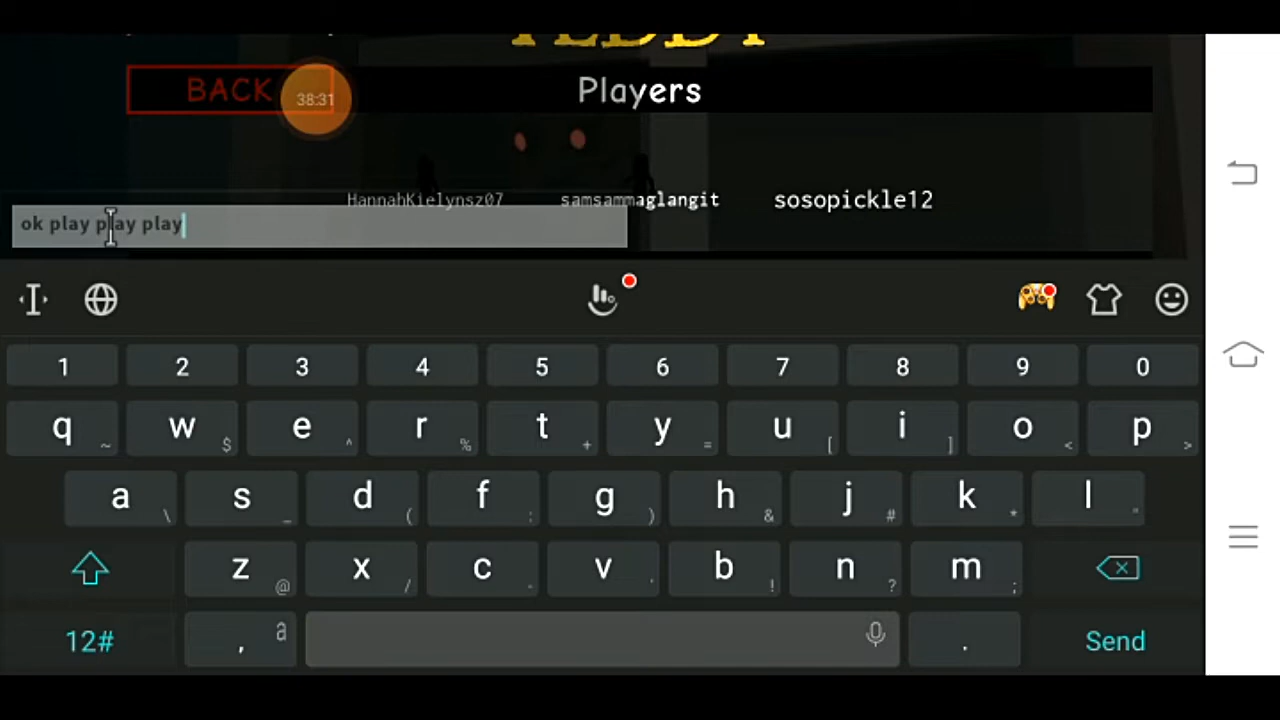 TEDDY
BACK
38:31
Players
HannahKielynsz07 samsammaglangit sosopickle12
ok play play play
1 2 3 4 5 6 7 8 9 0
q ~ w $ e ^ r % t + y = u [ i ] o < p >
a \ s _ d ( f : g ) h & j # k * l "
z @ x / c - v ' b ! n ? m ;
12# , . Send